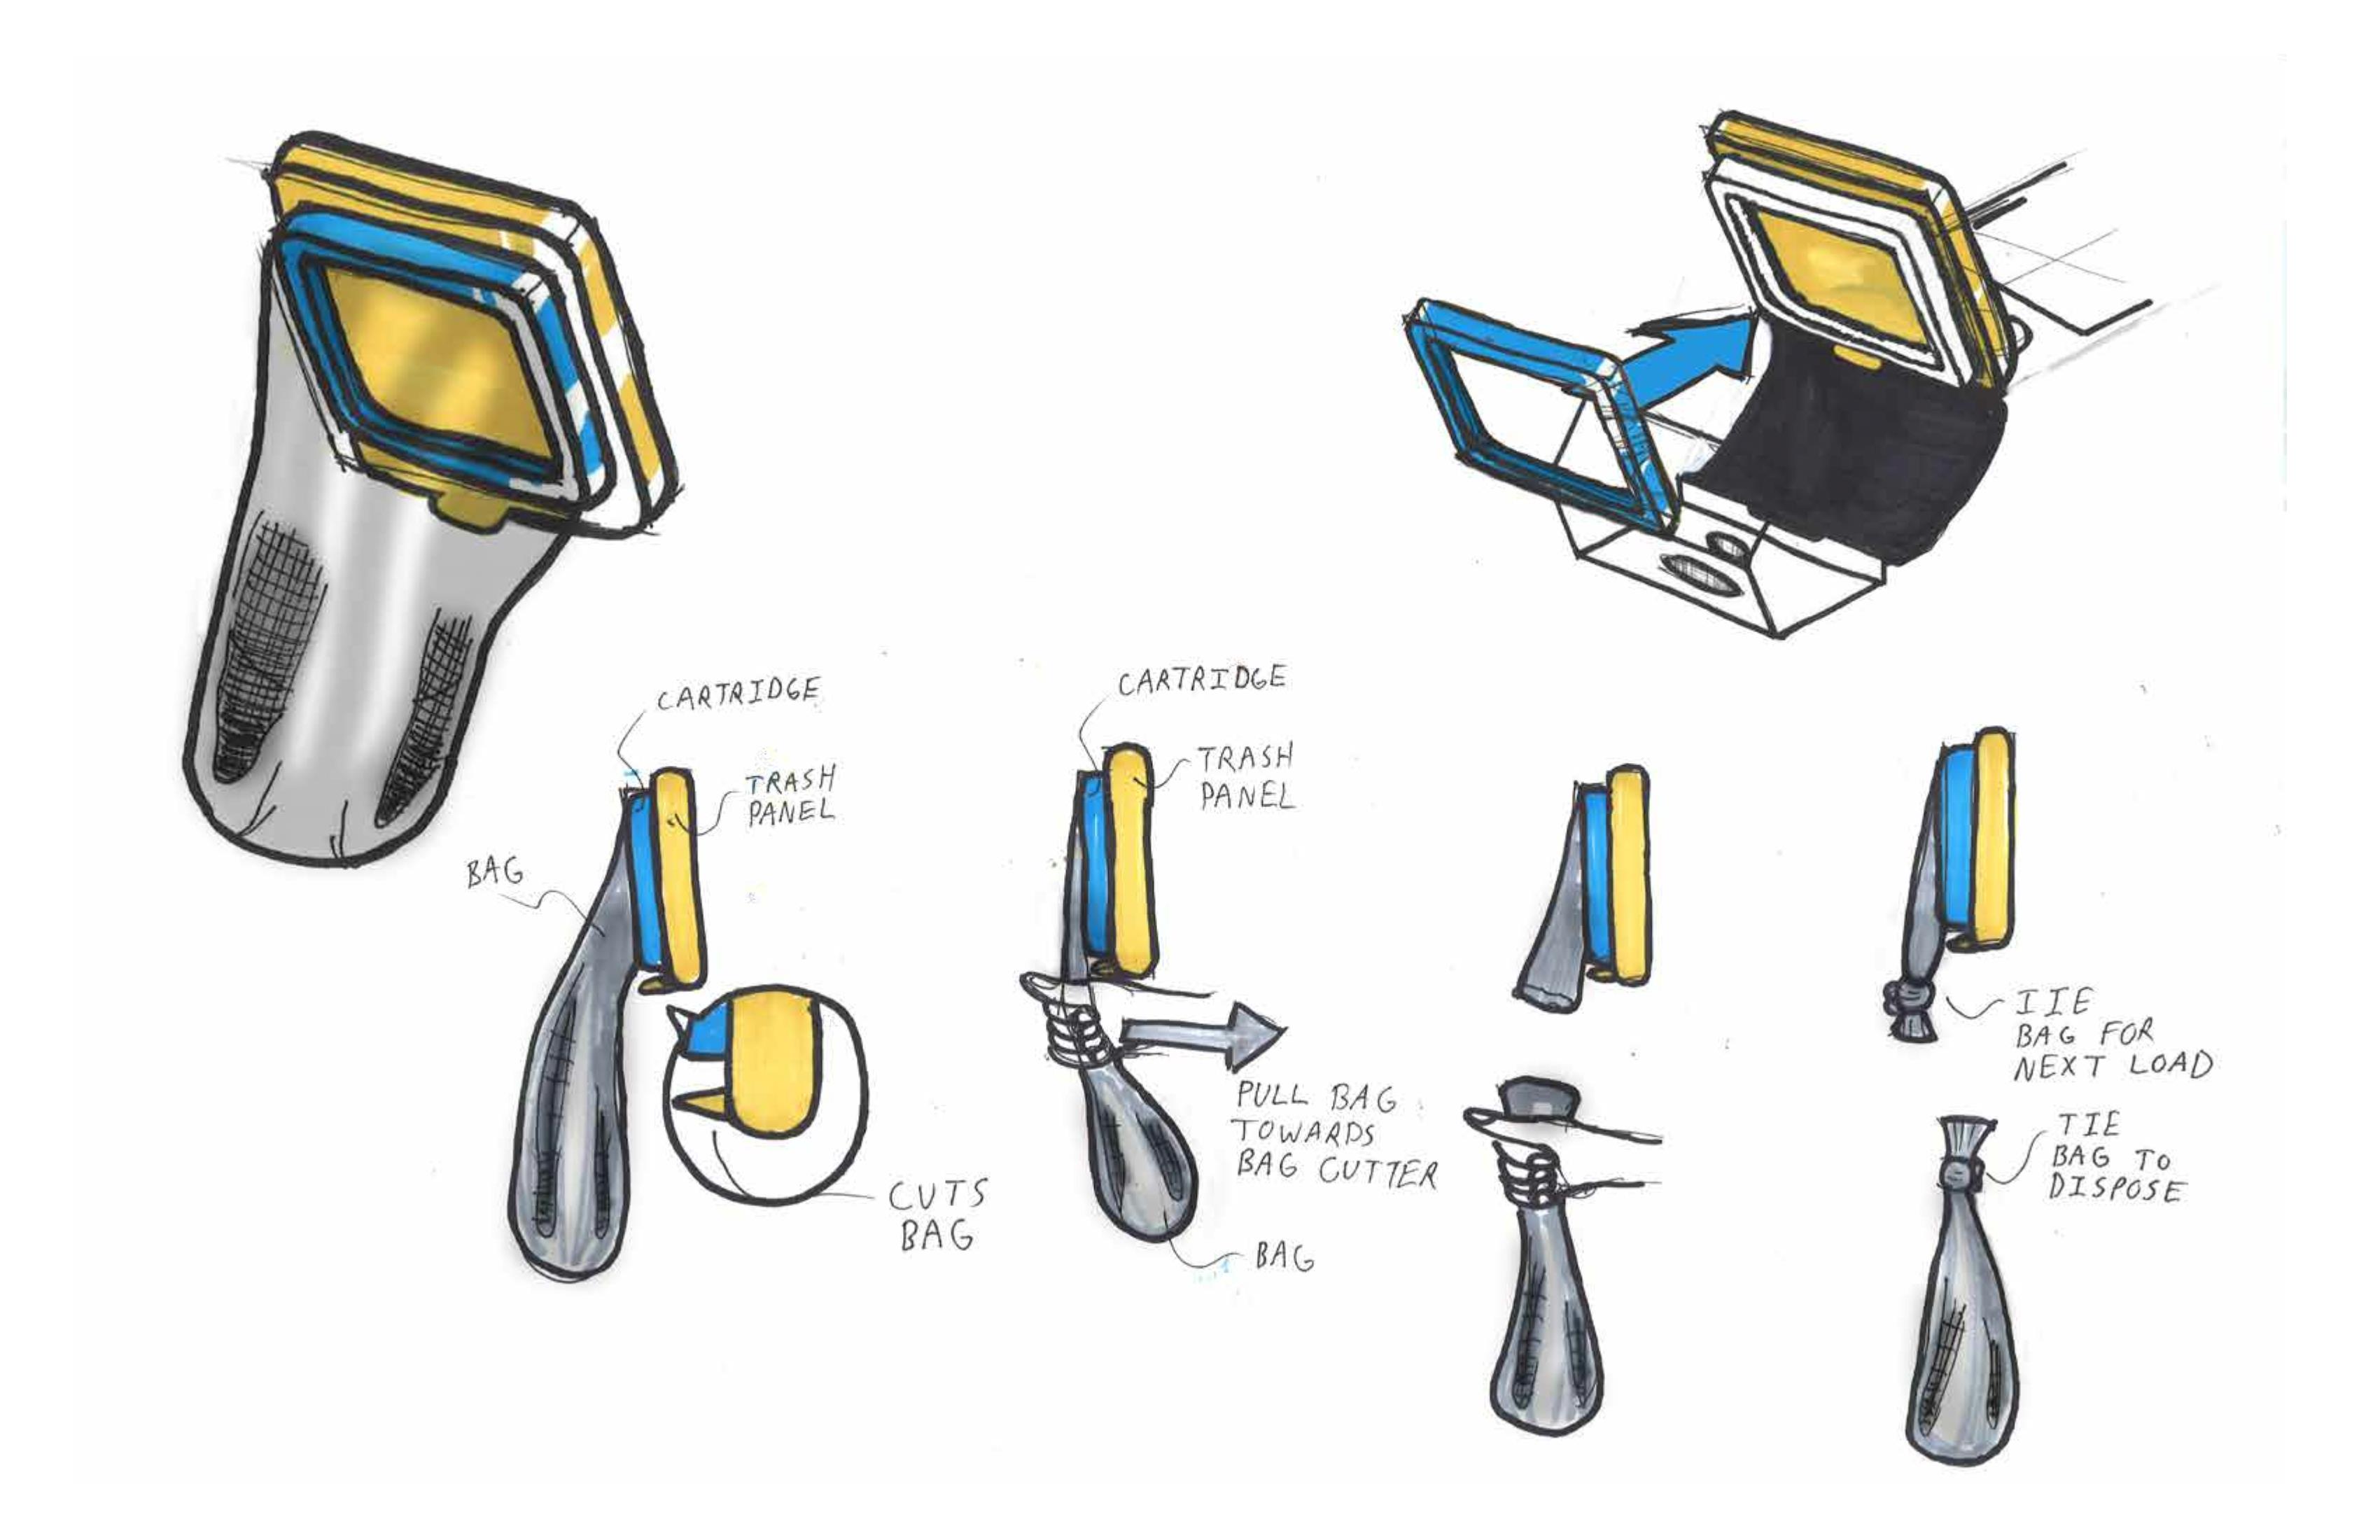 CARTRIDGE
TRASH
PANEL
BAG
CUTS
BAG
CARTRIDGE
TRASH
PANEL
PULL BAG
TOWARDS
BAG CUTTER
BAG
IIE
BAG FOR
NEXT LOAD
TIE
BAG TO
DISPOSE